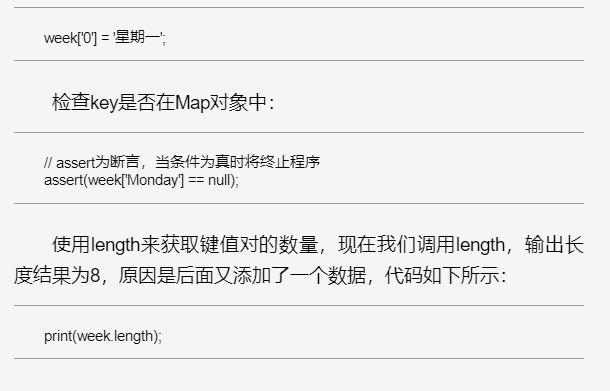 week['0'] = '星期一';
检查key是否在Map对象中：
// assert为断言，当条件为真时将终止程序
assert(week['Monday'] == null);
使用length来获取键值对的数量，现在我们调用length，输出长
度结果为8，原因是后面又添加了一个数据，代码如下所示：
print(week.length);